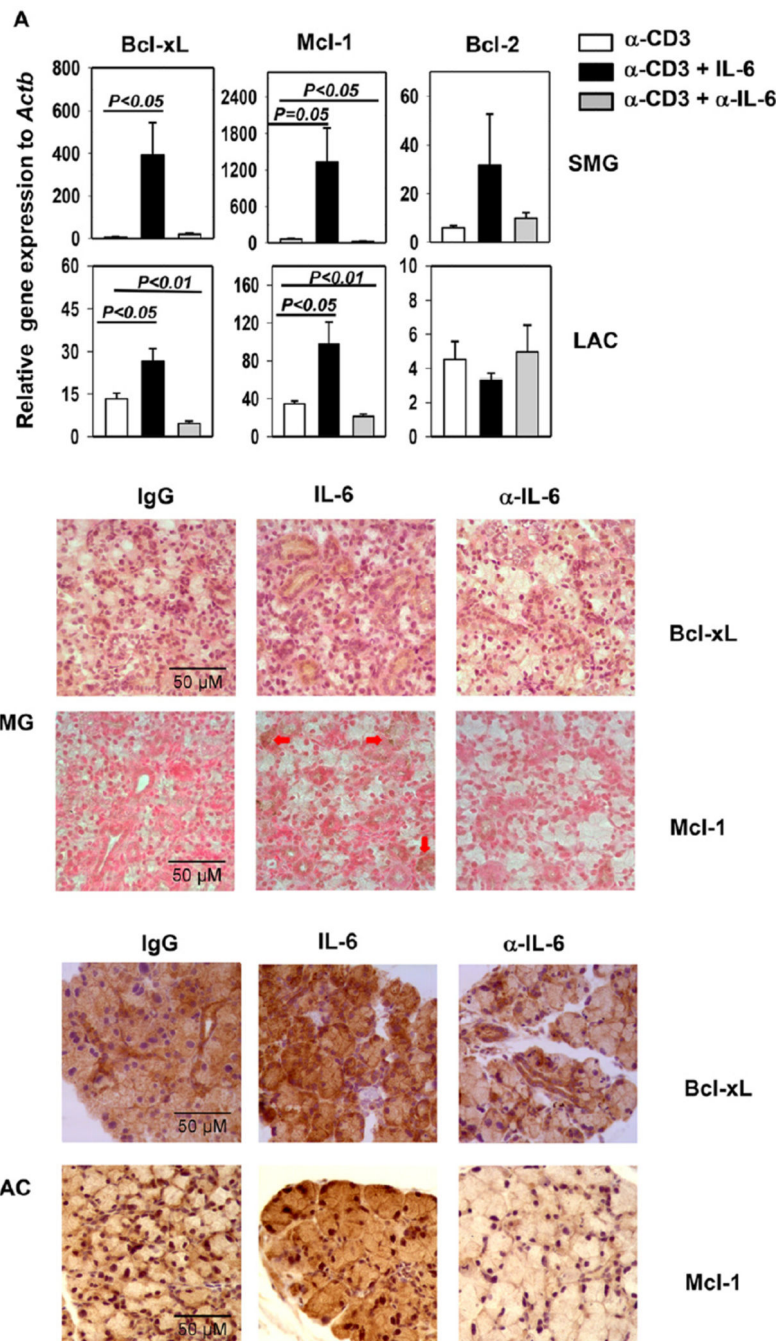 A
Bcl-xL
Mcl-1
Bcl-2
α-CD3
α-CD3 + IL-6
α-CD3 + α-IL-6
Relative gene expression to Actb
800
600
400
200
0
P<0.05
2400
1800
1200
600
0
P<0.05
P=0.05
60
40
20
0
SMG
60
45
30
15
0
P<0.01
P<0.05
160
120
80
40
0
P<0.01
P<0.05
10
8
6
4
2
0
LAC
IgG
IL-6
α-IL-6
50 µM
Bcl-xL
MG
50 µM
Mcl-1
IgG
IL-6
α-IL-6
50 µM
Bcl-xL
AC
50 µM
Mcl-1